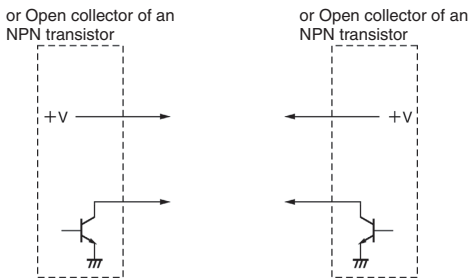 or Open collector of an
NPN transistor
or Open collector of an
NPN transistor
+V
+V